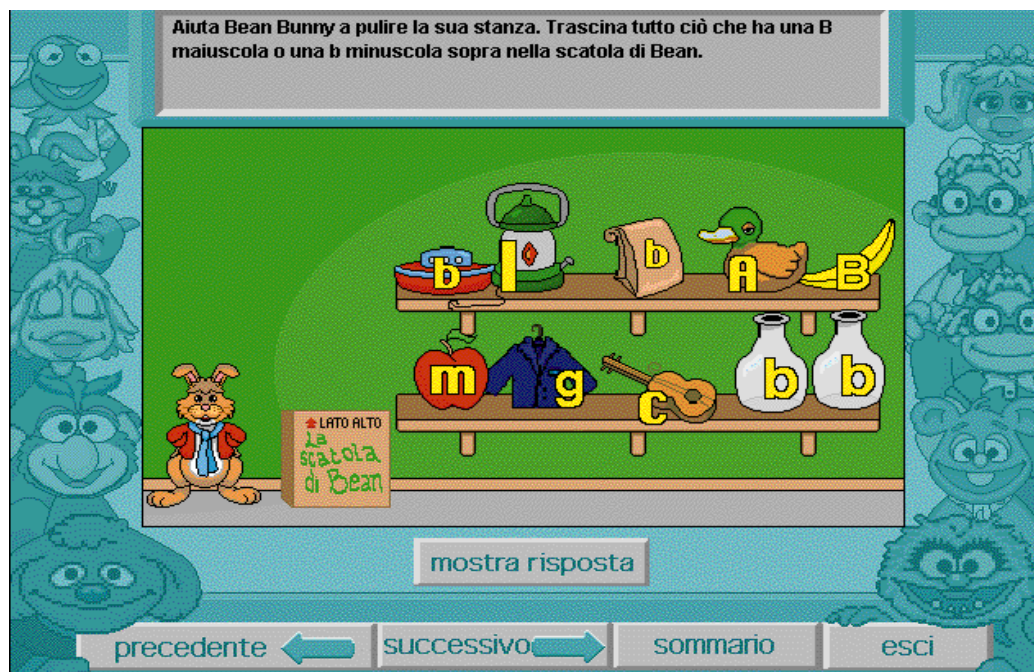 Aiuta Bean Bunny a pulire la sua stanza. Trascina tutto ciò che ha una B
maiuscola o una b minuscola sopra nella scatola di Bean.
b l b A B
m g C b b
LATO ALTO
La
scatola
di Bean
mostra risposta
precedente successivo sommario esci